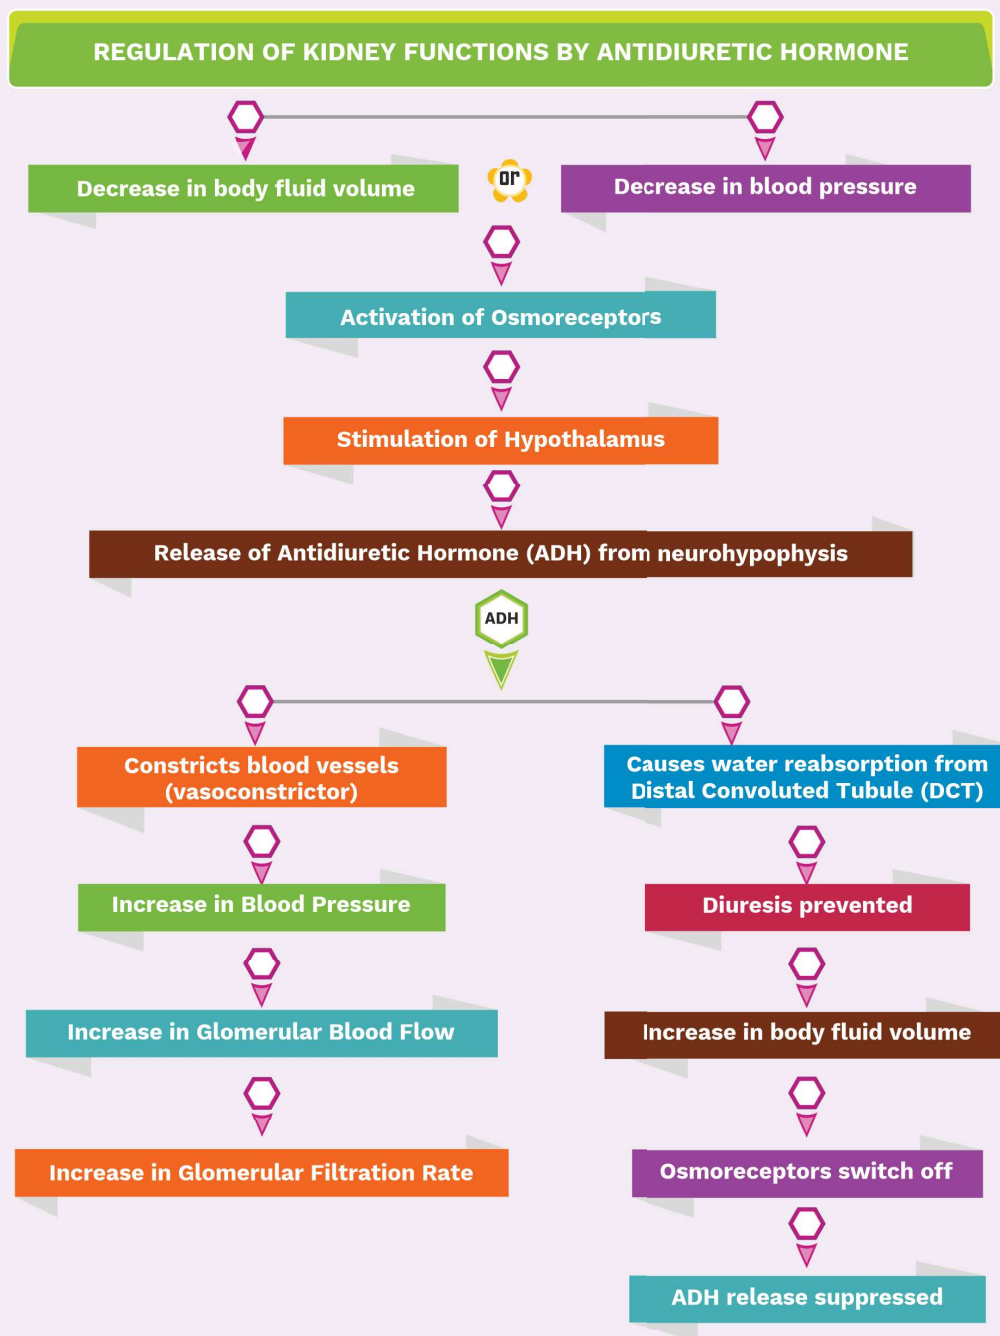 REGULATION OF KIDNEY FUNCTIONS BY ANTIDIURETIC HORMONE
Decrease in body fluid volume
or
Decrease in blood pressure
Activation of Osmoreceptors
Stimulation of Hypothalamus
Release of Antidiuretic Hormone (ADH) from neurohypophysis
ADH
Constricts blood vessels
(vasoconstrictor)
Increase in Blood Pressure
Increase in Glomerular Blood Flow
Increase in Glomerular Filtration Rate
Causes water reabsorption from
Distal Convoluted Tubule (DCT)
Diuresis prevented
Increase in body fluid volume
Osmoreceptors switch off
ADH release suppressed